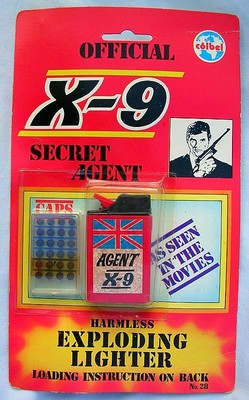 OFFICIAL
cölbel
X-9
SECRET
AGENT
CAPS
AGENT
X-9
AS SEEN
IN THE
MOVIES
HARMLESS
EXPLODING
LIGHTER
LOADING INSTRUCTION ON BACK
No. 28